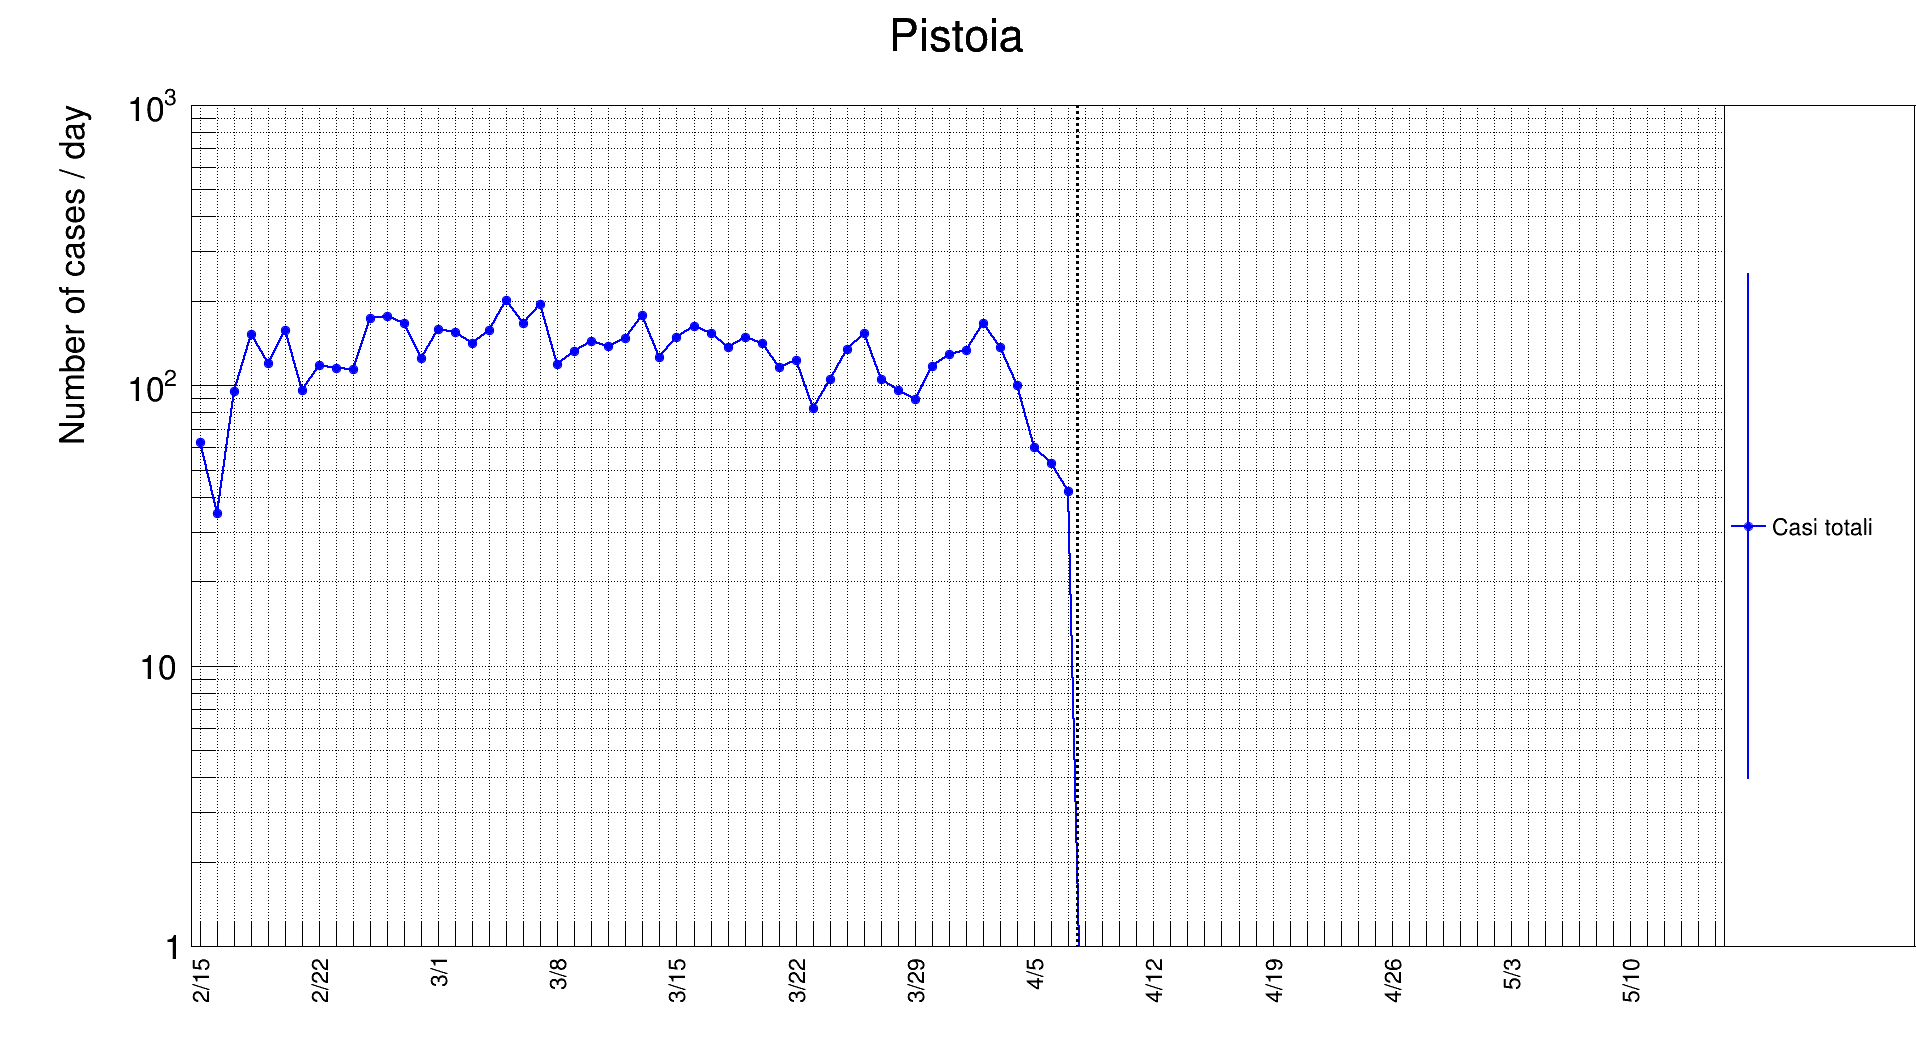 Pistoia
Number of cases / day
10³
10²
10
1
2/15 2/22 3/1 3/8 3/15 3/22 3/29 4/5 4/12 4/19 4/26 5/3 5/10
Casi totali